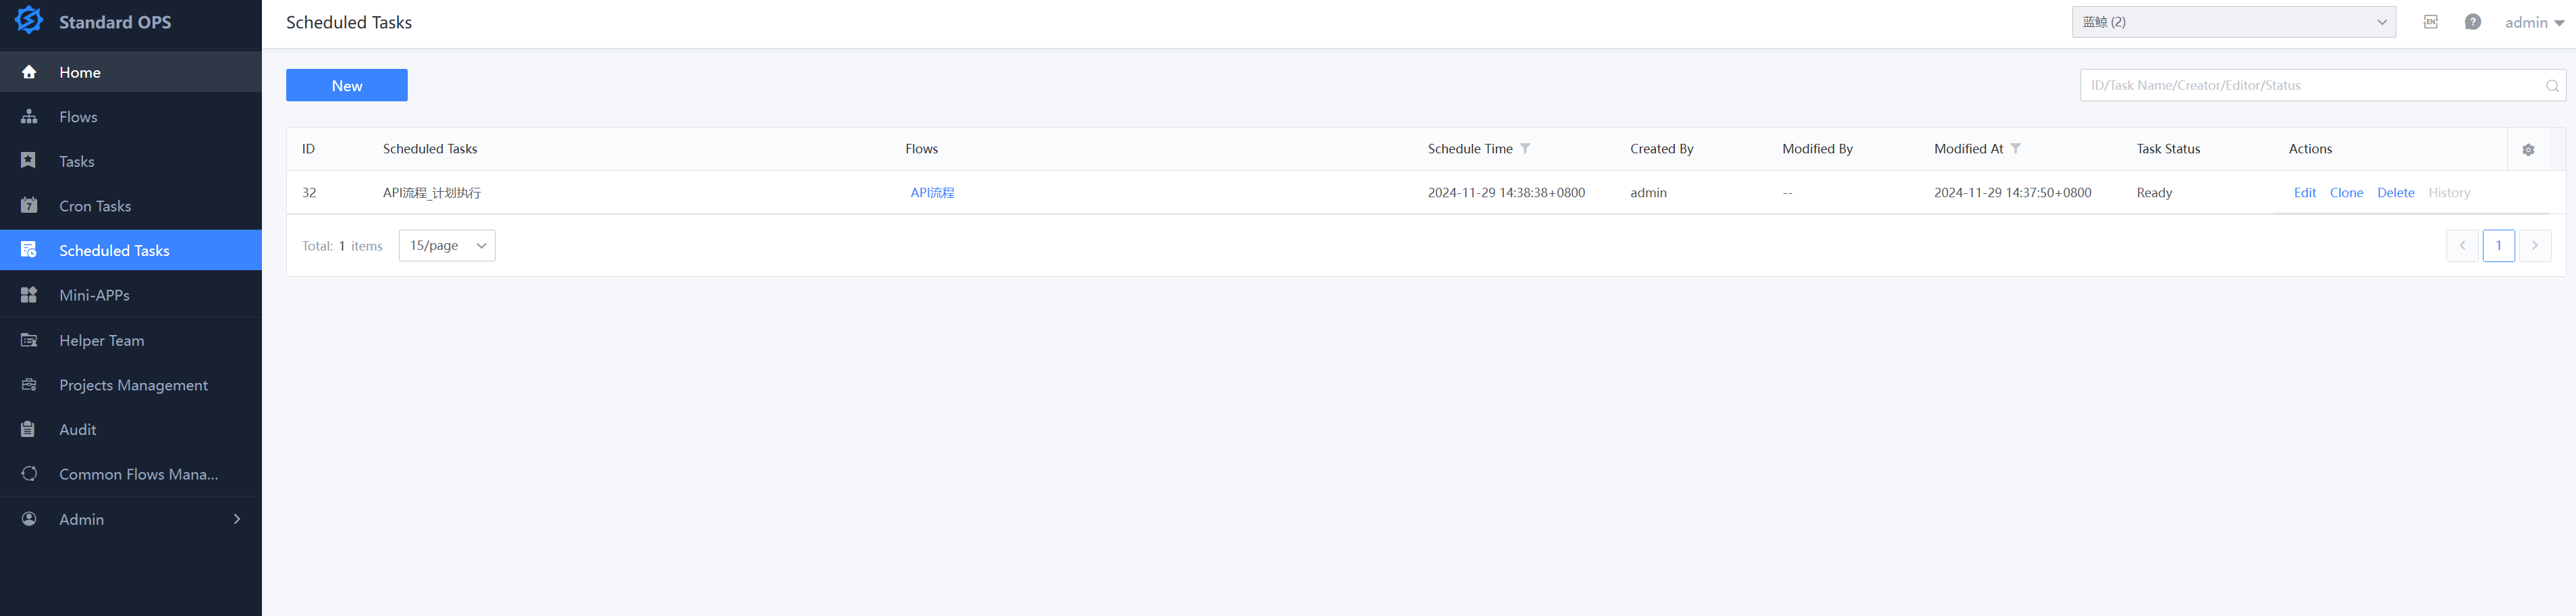 Standard OPS
Scheduled Tasks
蓝鲸 (2)
EN
?
admin
Home
Flows
Tasks
7
Cron Tasks
Scheduled Tasks
Mini-APPs
Helper Team
Projects Management
Audit
Common Flows Mana...
Admin
New
ID/Task Name/Creator/Editor/Status
ID Scheduled Tasks Flows Schedule Time Created By Modified By Modified At Task Status Actions
32 API流程_计划执行 API流程 2024-11-29 14:38:38+0800 admin -- 2024-11-29 14:37:50+0800 Ready Edit Clone Delete History
Total: 1 items 15/page 1